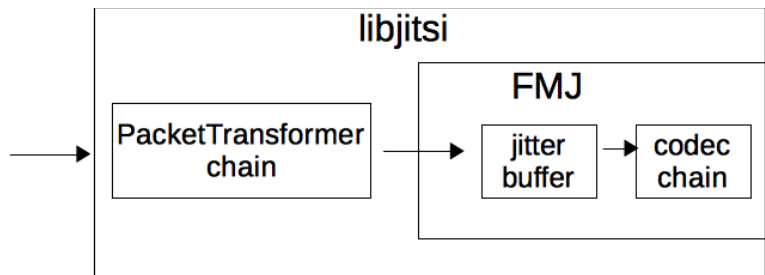 libjitsi
FMJ
PacketTransformer
chain
jitter
buffer
codec
chain